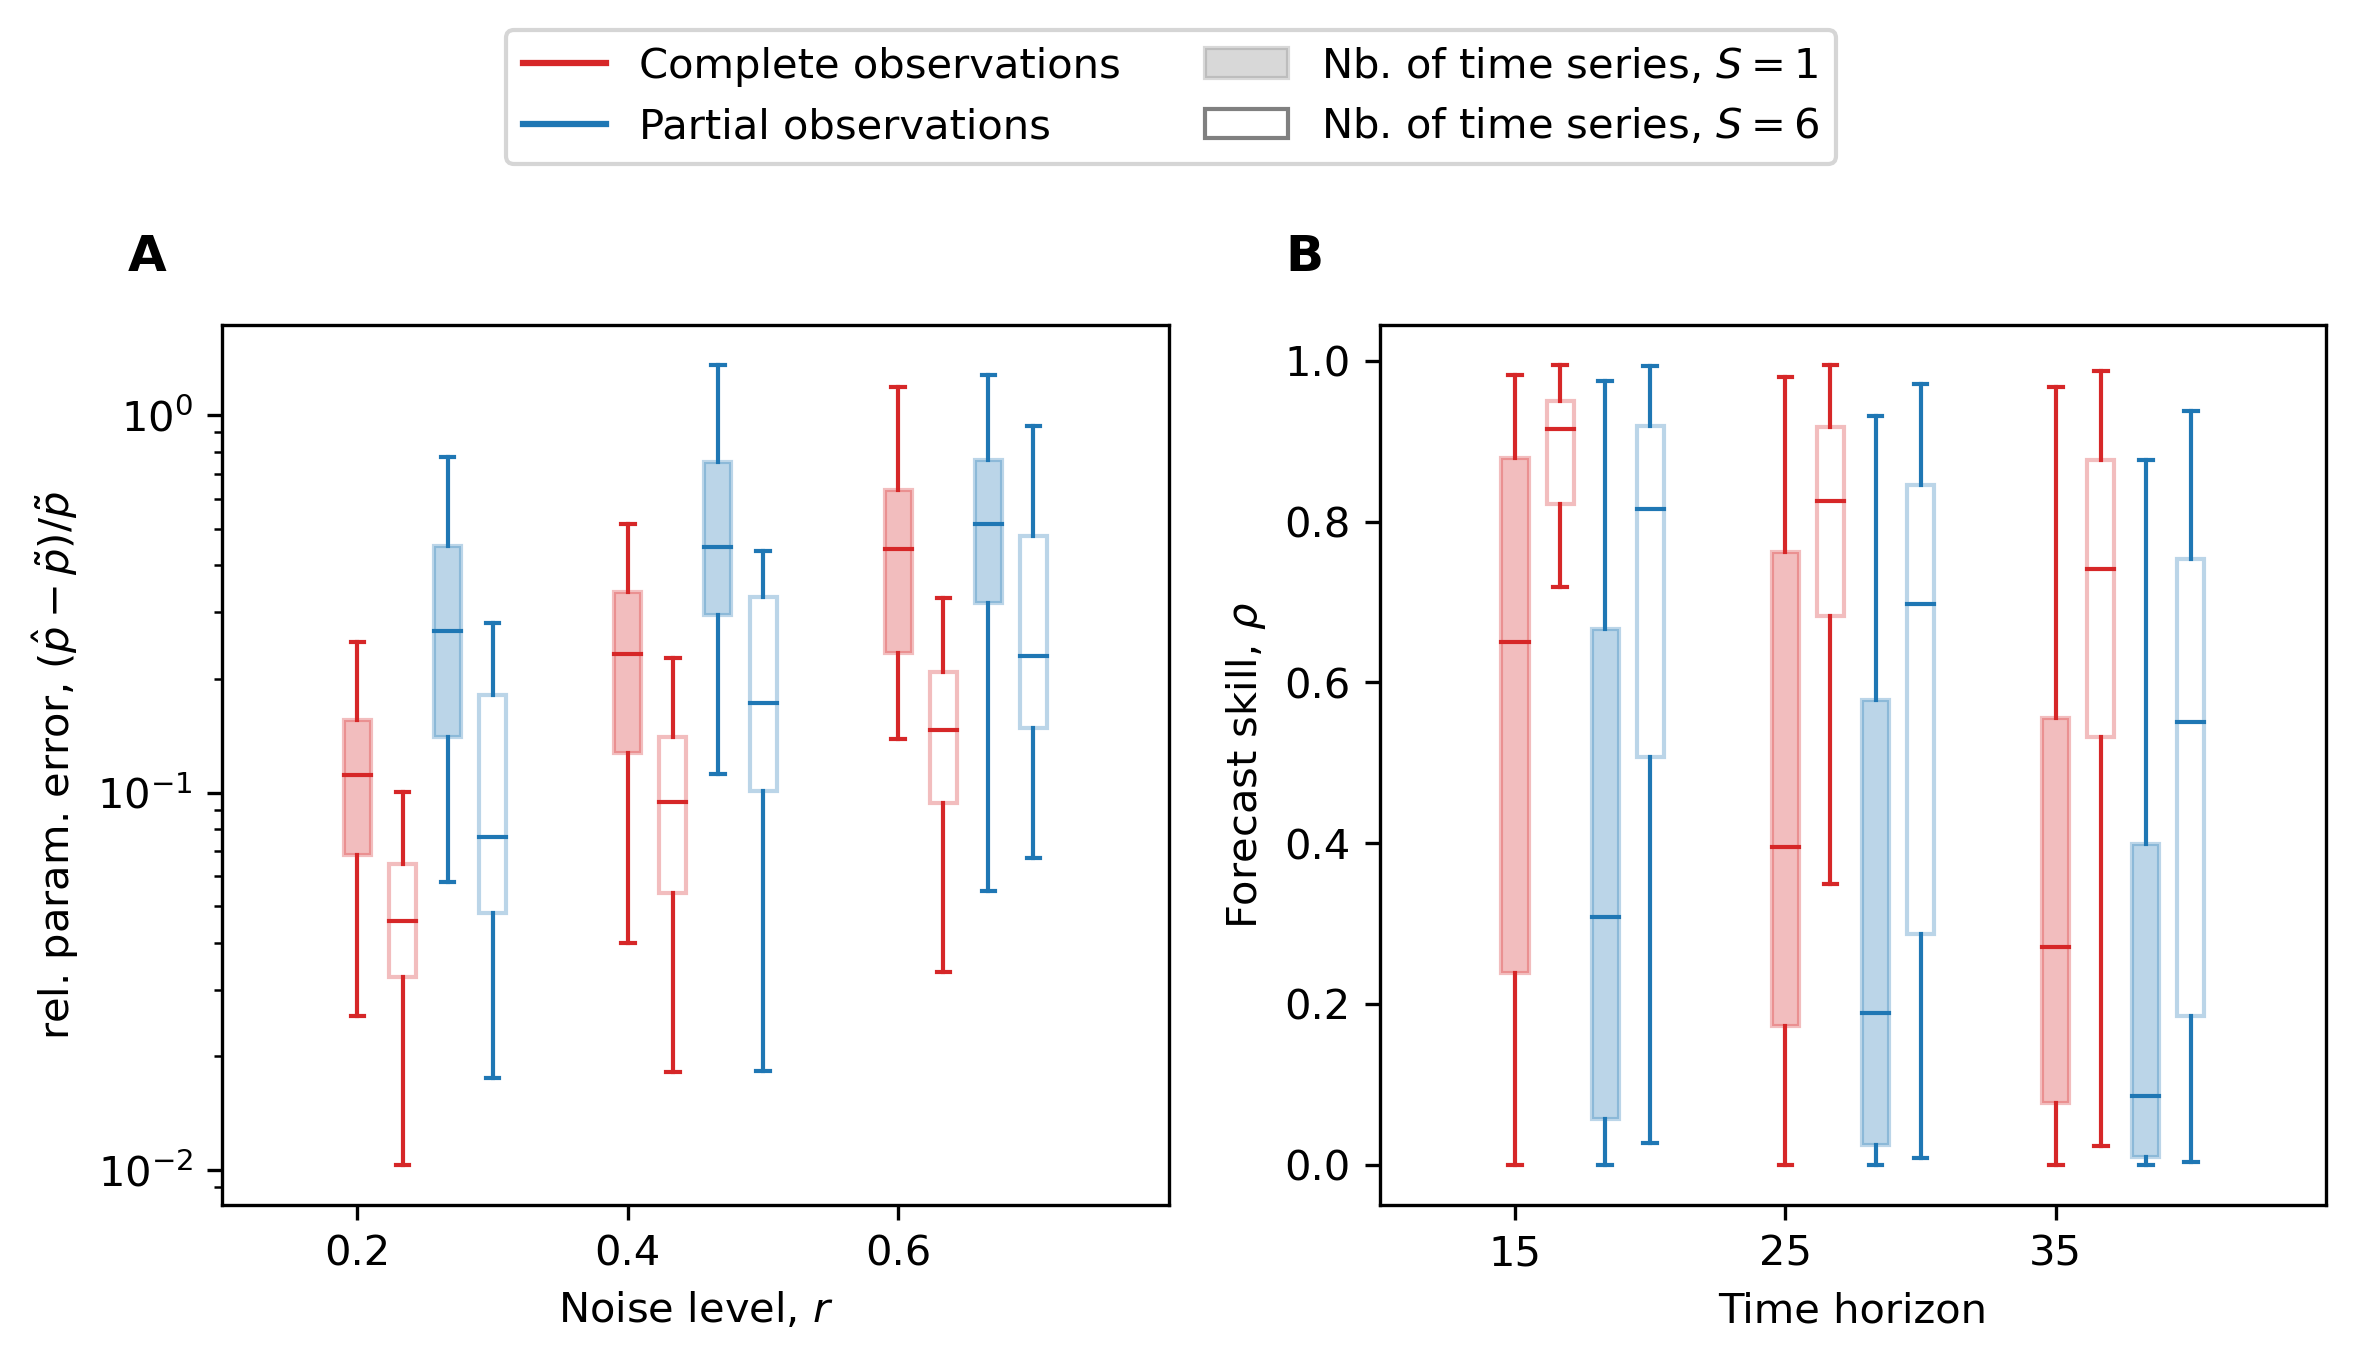 Complete observations
Partial observations
Nb. of time series, S = 1
Nb. of time series, S = 6
A
rel. param. error, (p̂ − p̃)/p̃
10⁰
10⁻¹
10⁻²
0.2 0.4 0.6
Noise level, r
B
Forecast skill, ρ
1.0
0.8
0.6
0.4
0.2
0.0
15 25 35
Time horizon